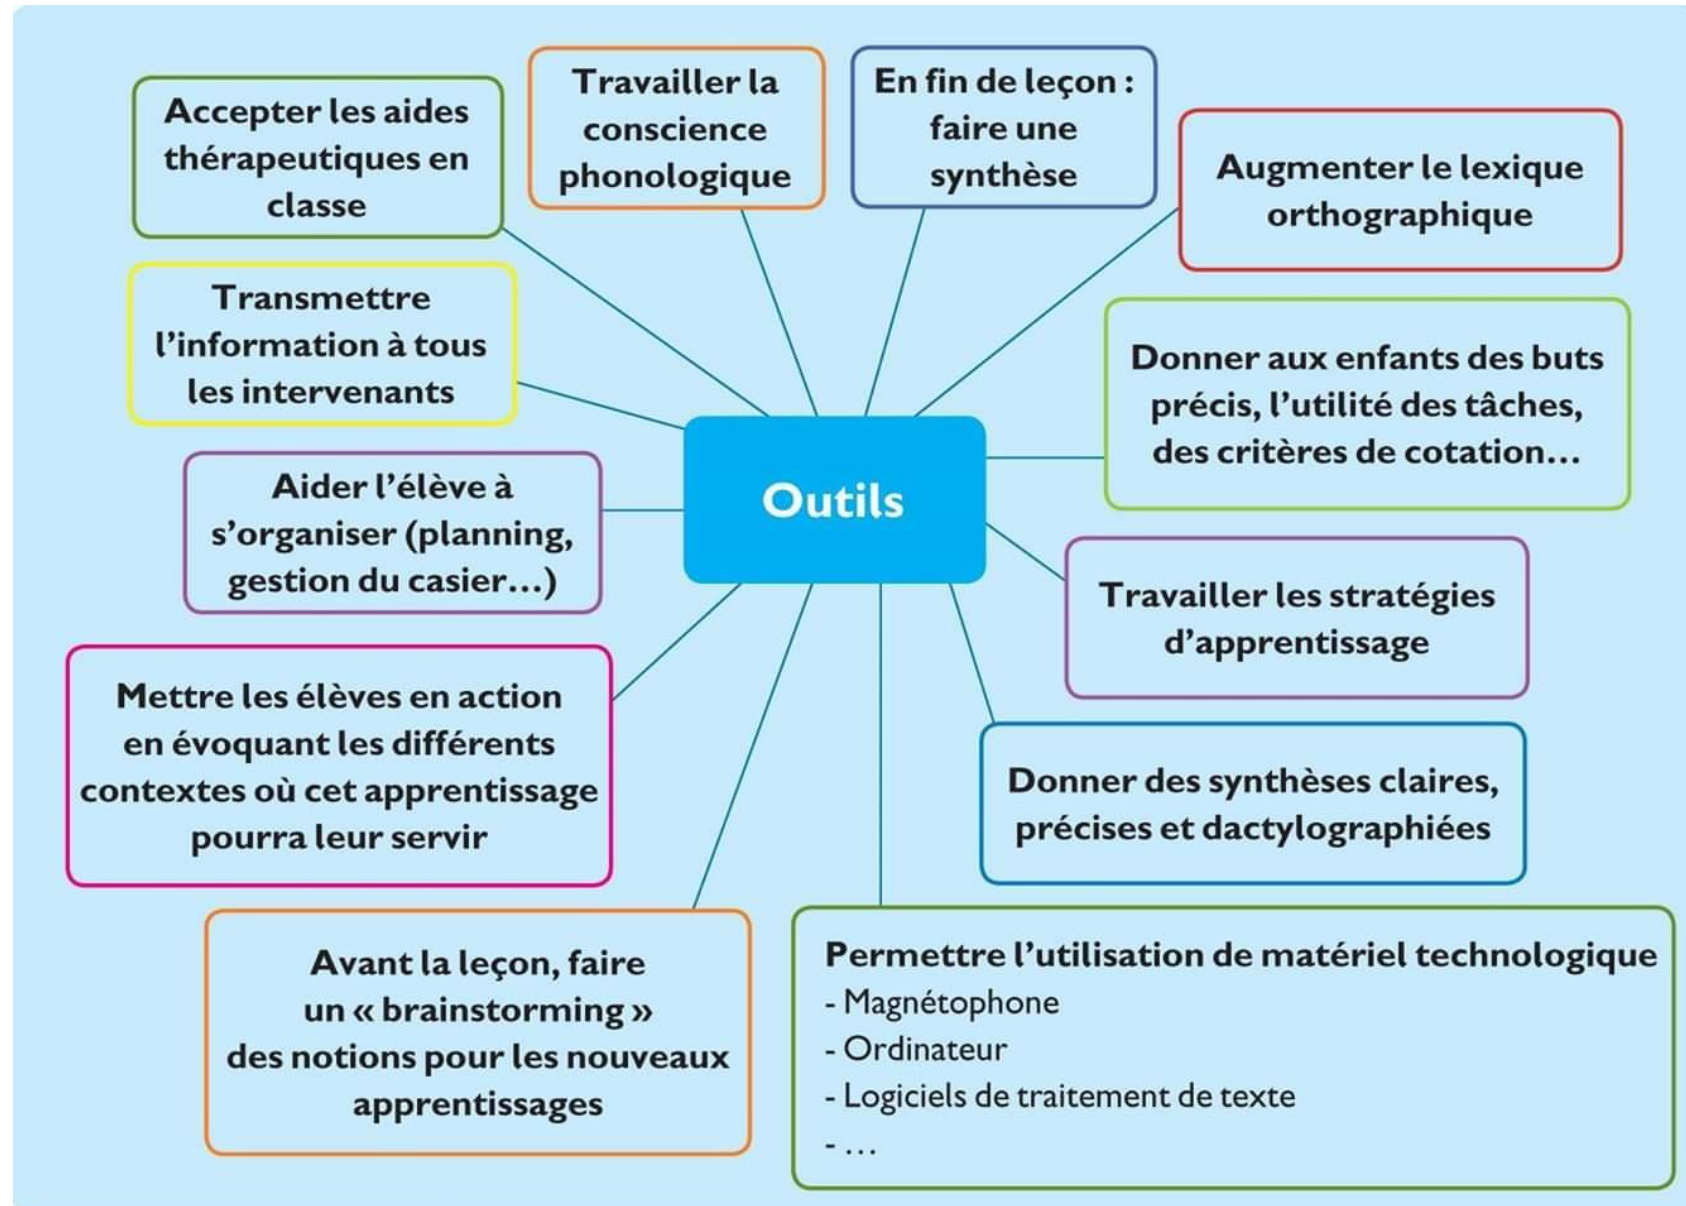 Accepter les aides
thérapeutiques en
classe
Travailler la
conscience
phonologique
En fin de leçon :
faire une
synthèse
Augmenter le lexique
orthographique
Transmettre
l’information à tous
les intervenants
Donner aux enfants des buts
précis, l’utilité des tâches,
des critères de cotation…
Aider l’élève à
s’organiser (planning,
gestion du casier…)
Outils
Travailler les stratégies
d’apprentissage
Mettre les élèves en action
en évoquant les différents
contextes où cet apprentissage
pourra leur servir
Donner des synthèses claires,
précises et dactylographiées
Avant la leçon, faire
un « brainstorming »
des notions pour les nouveaux
apprentissages
Permettre l’utilisation de matériel technologique
- Magnétophone
- Ordinateur
- Logiciels de traitement de texte
- …